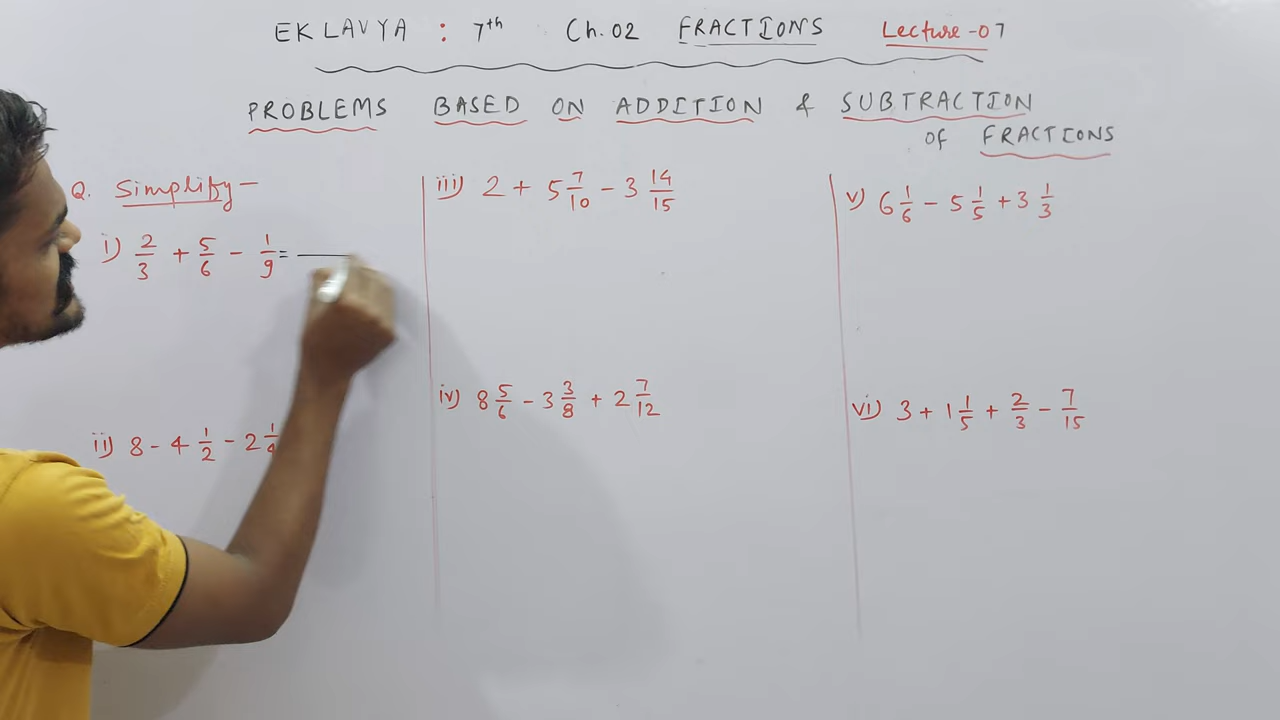 EKLAVYA : 7th Ch.02 FRACTIONS Lecture-07
PROBLEMS BASED ON ADDITION & SUBTRACTION
OF FRACTIONS
Q. Simplify-
i) 2/3 + 5/6 - 1/9 =
ii) 8 - 4 1/2 - 2 1/4
iii) 2 + 5 7/10 - 3 14/15
iv) 8 5/6 - 3 3/8 + 2 7/12
v) 6 1/6 - 5 1/5 + 3 1/3
vi) 3 + 1 1/5 + 2/3 - 7/15